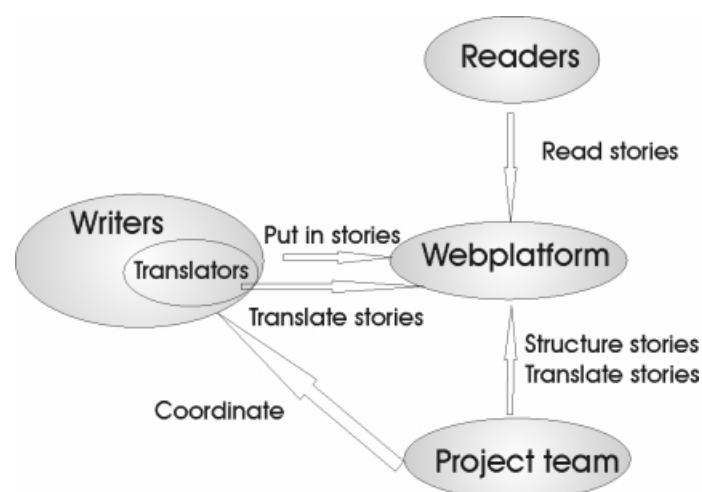 Readers
Read stories
Writers
Put in stories
Webplatform
Translators
Translate stories
Structure stories
Translate stories
Coordinate
Project team